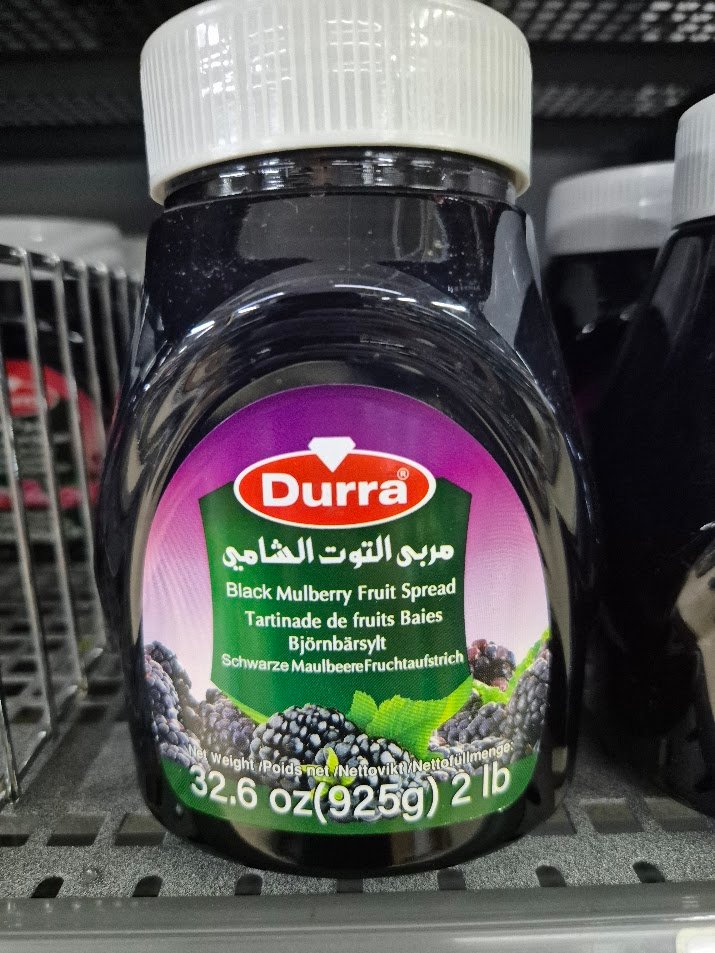 Durra®
مربى التوت الشامي
Black Mulberry Fruit Spread
Tartinade de fruits Baies
Björnbärsylt
Schwarze MaulbeereFruchtaufstrich
Net weight /Poids net /Nettovikt /Nettofüllmenge:
32.6 oz(925g) 2 lb